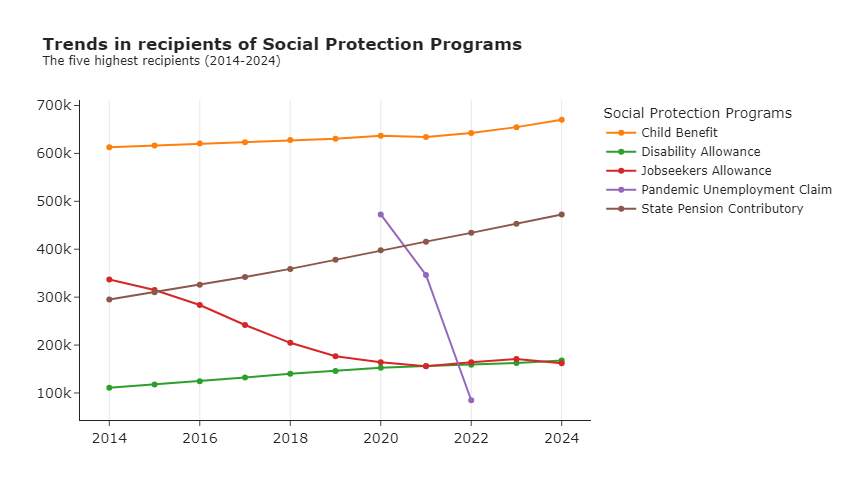 Trends in recipients of Social Protection Programs
The five highest recipients (2014-2024)
700k
600k
500k
400k
300k
200k
100k
2014
2016
2018
2020
2022
2024
Social Protection Programs
Child Benefit
Disability Allowance
Jobseekers Allowance
Pandemic Unemployment Claim
State Pension Contributory